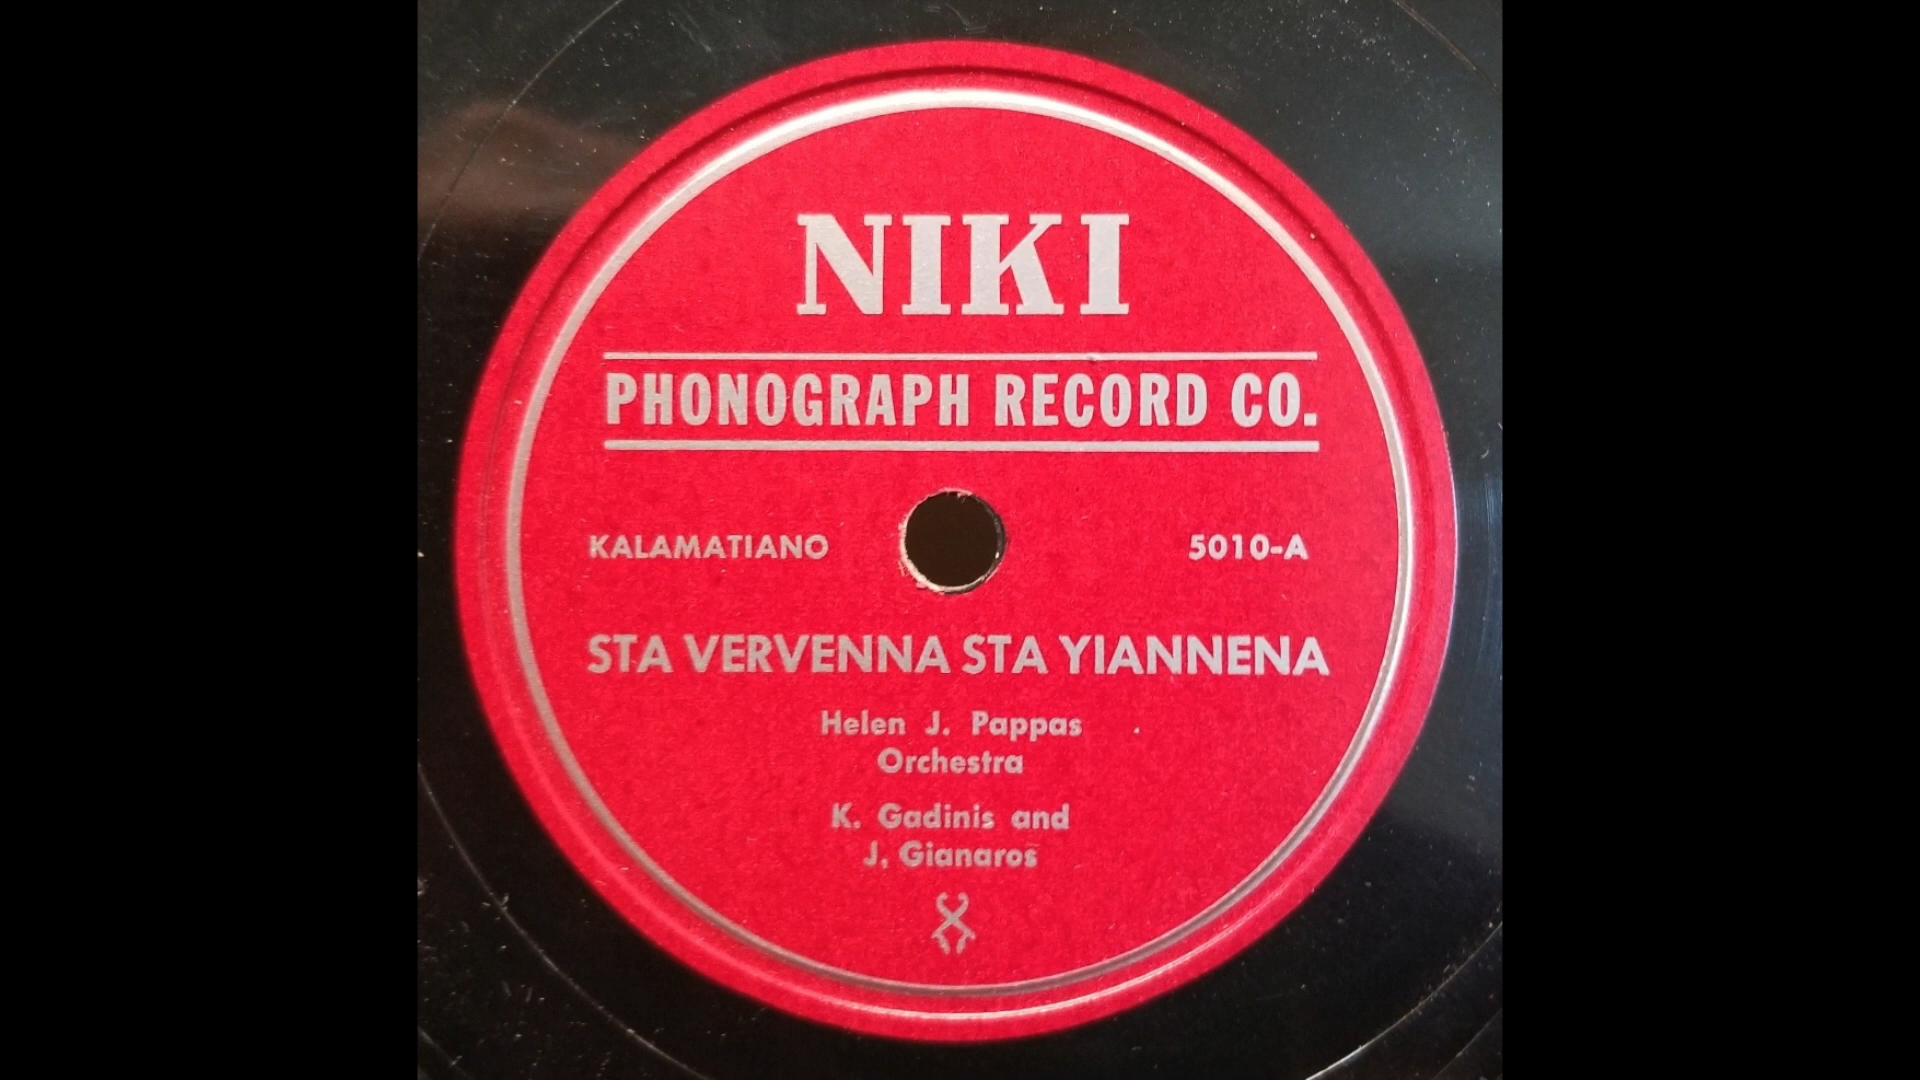 NIKI
PHONOGRAPH RECORD CO.
KALAMATIANO 5010-A
STA VERVENNA STA YIANNENA
Helen J. Pappas
Orchestra
K. Gadinis and
J, Gianaros